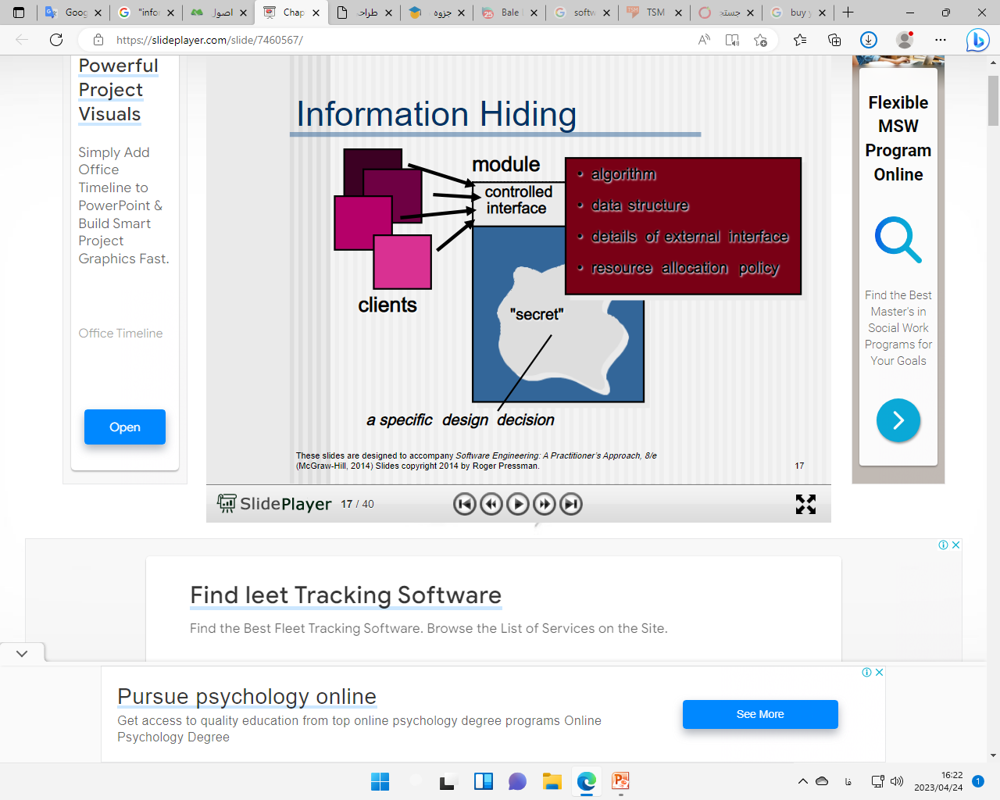 Goog
"infor
اصول
Chap
طراحـ
جزوه
Bale
softw
TSM
جستجـ
buy
https://slideplayer.com/slide/7460567/
Powerful
Project
Visuals
Simply Add
Office
Timeline to
PowerPoint &
Build Smart
Project
Graphics Fast.
Office Timeline
Open
Information Hiding
module
controlled
interface
• algorithm
• data structure
• details of external interface
• resource allocation policy
clients
"secret"
a specific design decision
These slides are designed to accompany Software Engineering: A Practitioner's Approach, 8/e
(McGraw-Hill, 2014) Slides copyright 2014 by Roger Pressman.
17
SlidePlayer 17 / 40
Flexible
MSW
Program
Online
Find the Best
Master's in
Social Work
Programs for
Your Goals
Find leet Tracking Software
Find the Best Fleet Tracking Software. Browse the List of Services on the Site.
Pursue psychology online
Get access to quality education from top online psychology degree programs Online
Psychology Degree
See More
فا
16:22
2023/04/24
1